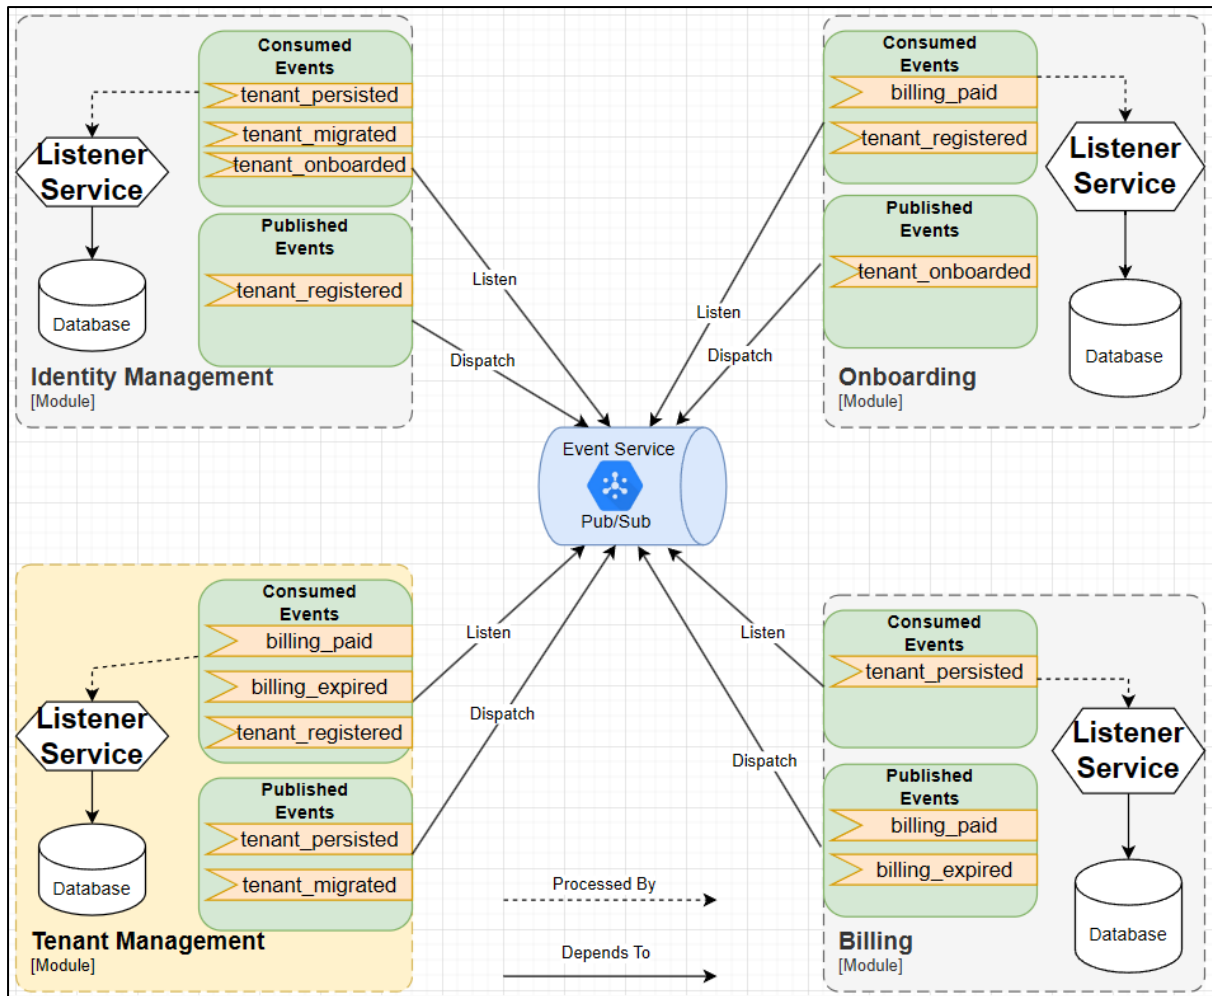 Consumed
Events
tenant_persisted
tenant_migrated
tenant_onboarded
Listener
Service
Published
Events
tenant_registered
Database
Identity Management
[Module]
Listen
Dispatch
Consumed
Events
billing_paid
tenant_registered
Listener
Service
Published
Events
tenant_onboarded
Database
Onboarding
[Module]
Listen
Dispatch
Event Service
Pub/Sub
Consumed
Events
billing_paid
billing_expired
tenant_registered
Listener
Service
Published
Events
tenant_persisted
tenant_migrated
Database
Tenant Management
[Module]
Listen
Dispatch
Consumed
Events
tenant_persisted
Listener
Service
Published
Events
billing_paid
billing_expired
Database
Billing
[Module]
Listen
Dispatch
Processed By
Depends To